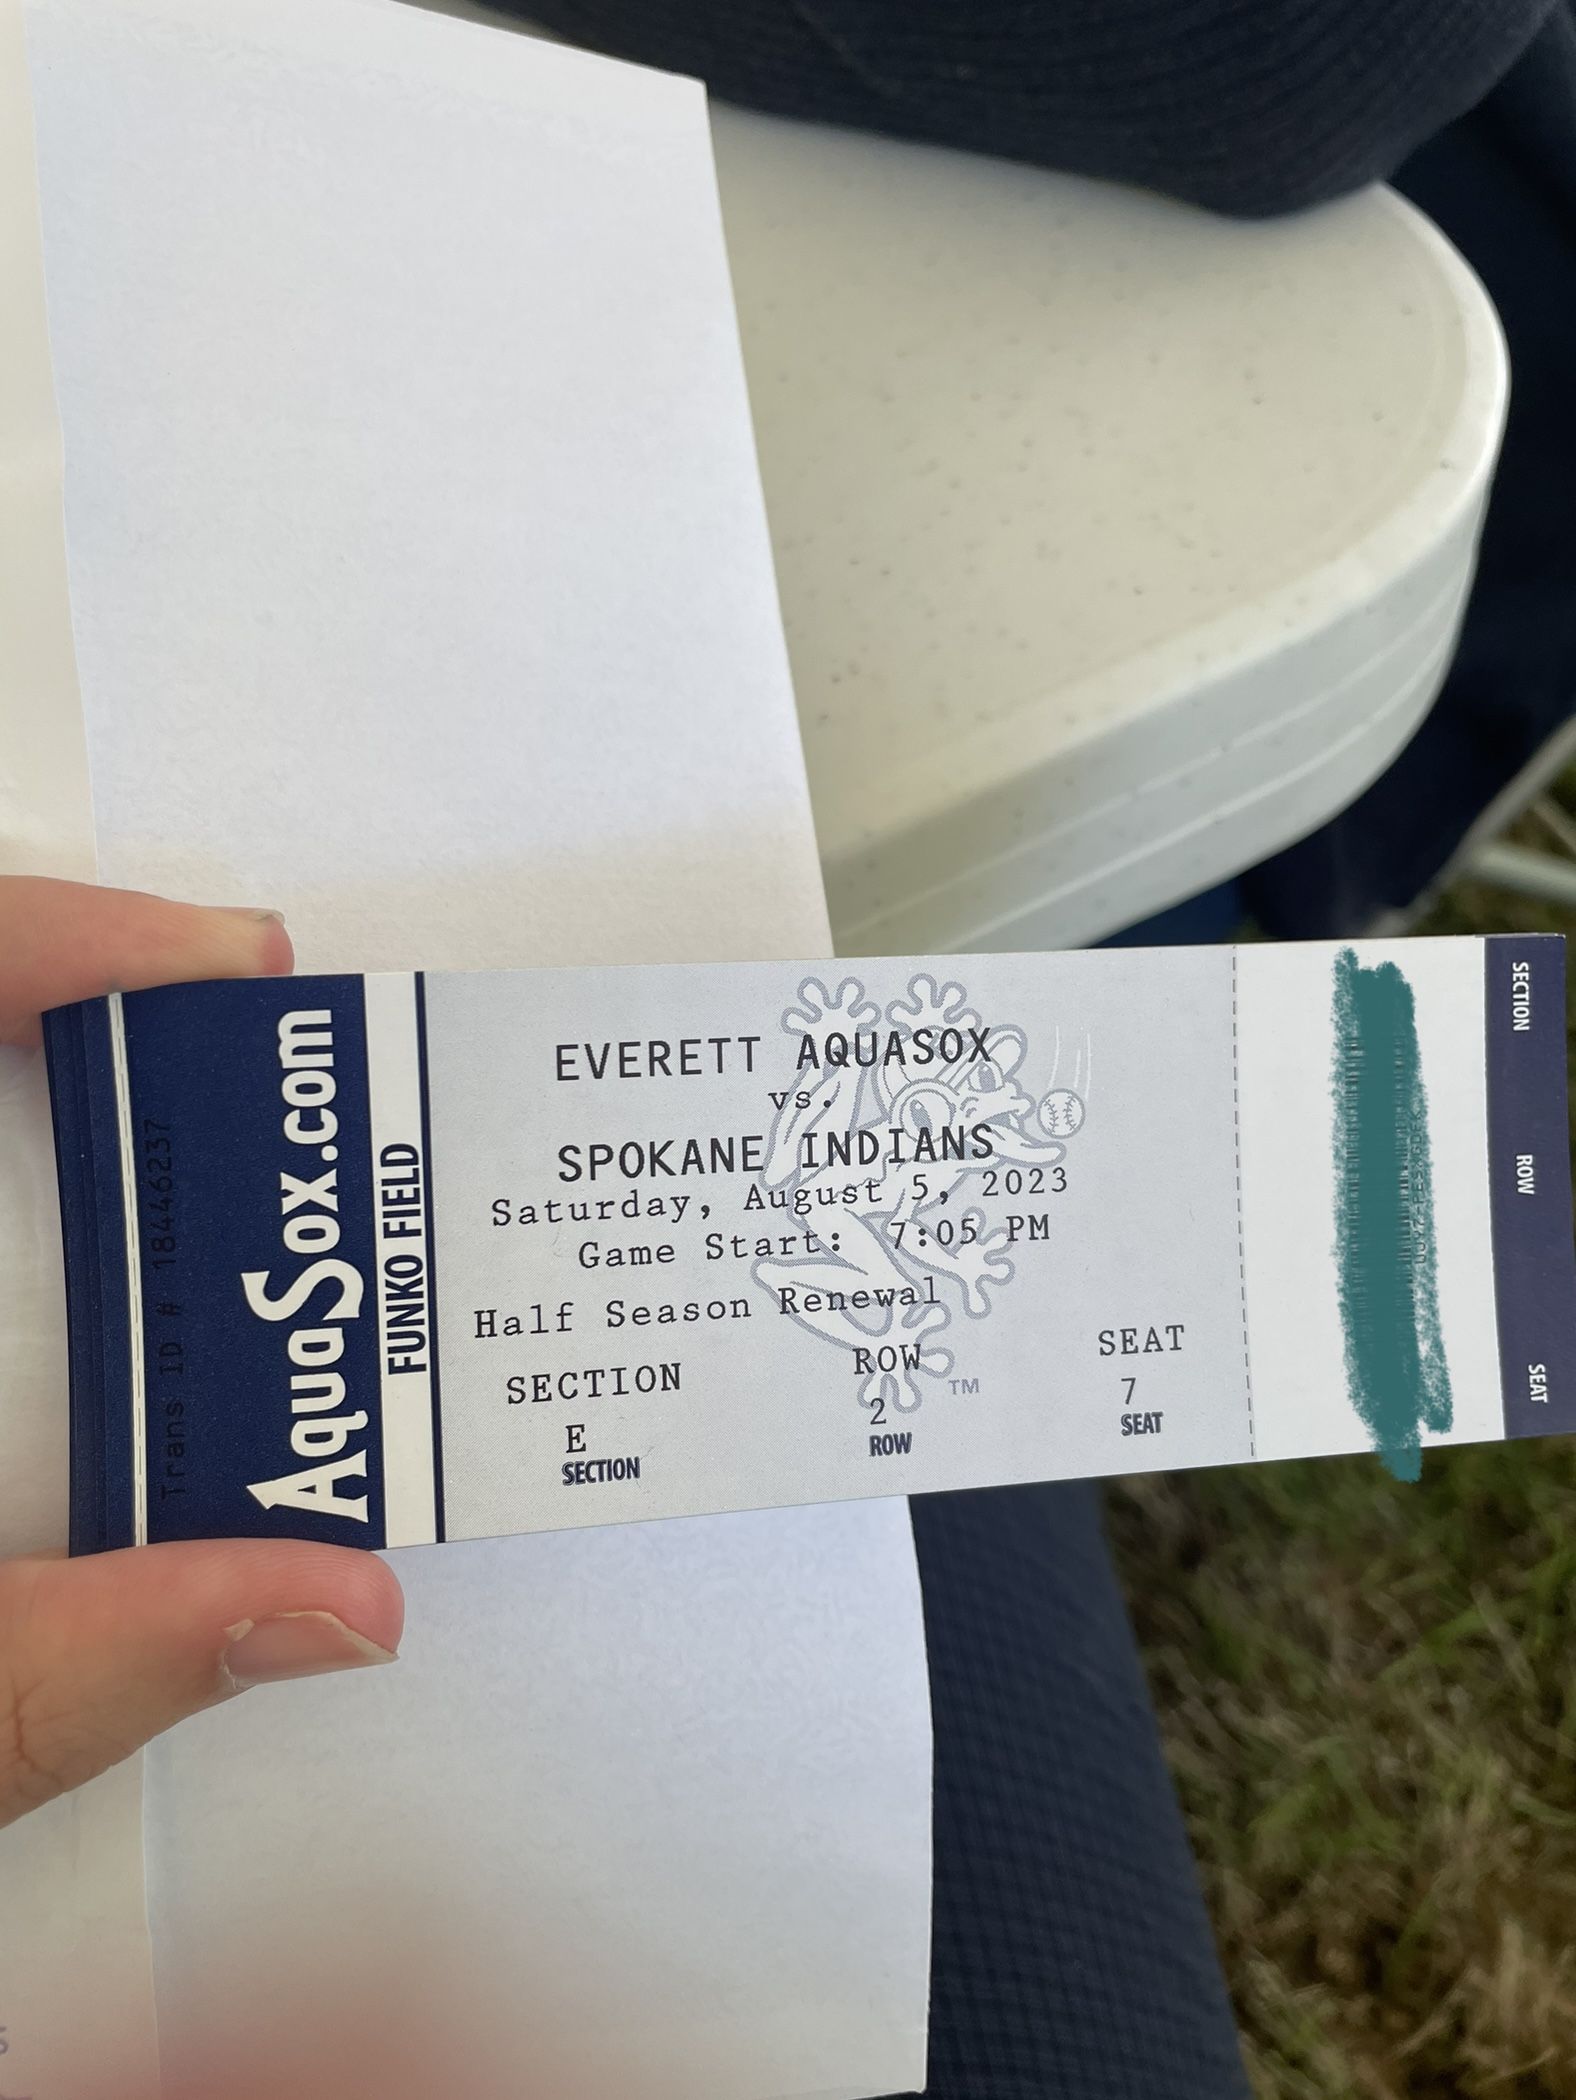 Trans ID # 18446237
AquaSox.com
FUNKO FIELD
EVERETT AQUASOX
vs.
SPOKANE INDIANS
Saturday, August 5, 2023
Game Start: 7:05 PM
Half Season Renewal
SECTION ROW SEAT
E 2 7
SECTION ROW SEAT
TM
SECTION ROW SEAT